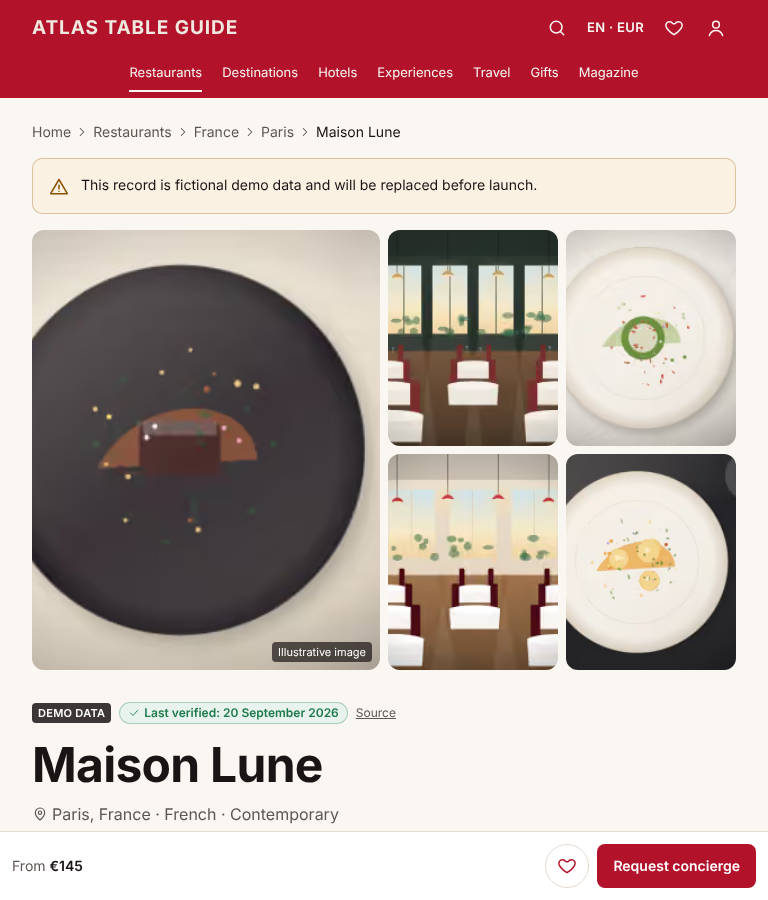 ATLAS TABLE GUIDE
EN · EUR
Restaurants Destinations Hotels Experiences Travel Gifts Magazine
Home > Restaurants > France > Paris > Maison Lune
This record is fictional demo data and will be replaced before launch.
Illustrative image
DEMO DATA Last verified: 20 September 2026 Source
Maison Lune
Paris, France · French · Contemporary
From €145
Request concierge